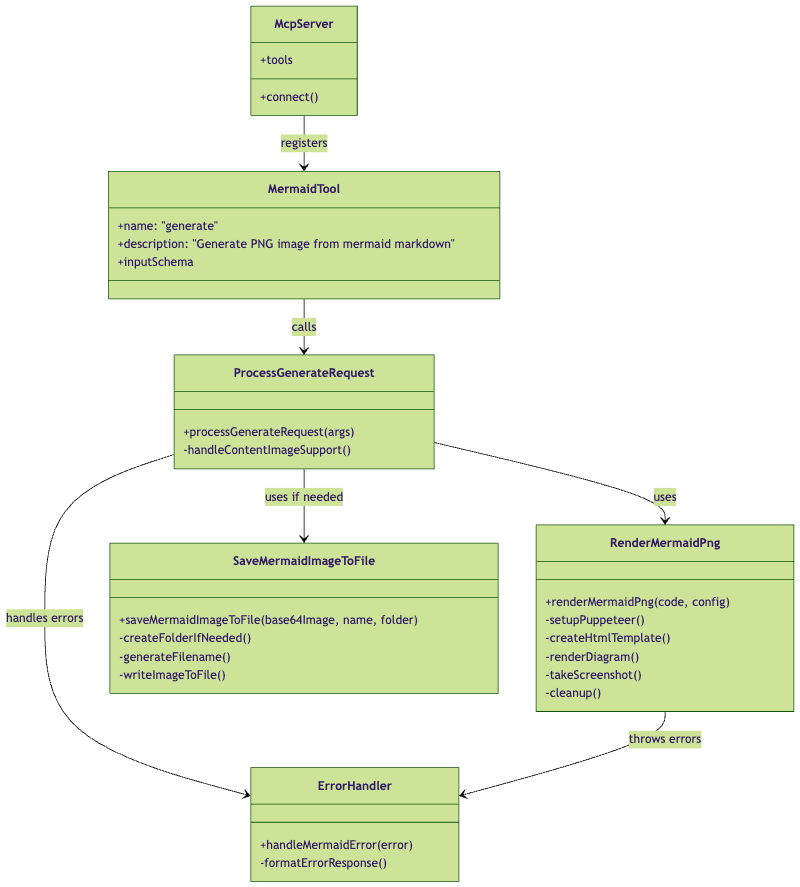 McpServer
+tools
+connect()
registers
MermaidTool
+name: "generate"
+description: "Generate PNG image from mermaid markdown"
+inputSchema
calls
ProcessGenerateRequest
+processGenerateRequest(args)
-handleContentImageSupport()
uses if needed
uses
SaveMermaidImageToFile
+saveMermaidImageToFile(base64Image, name, folder)
-createFolderIfNeeded()
-generateFilename()
-writeImageToFile()
RenderMermaidPng
+renderMermaidPng(code, config)
-setupPuppeteer()
-createHtmlTemplate()
-renderDiagram()
-takeScreenshot()
-cleanup()
handles errors
throws errors
ErrorHandler
+handleMermaidError(error)
-formatErrorResponse()